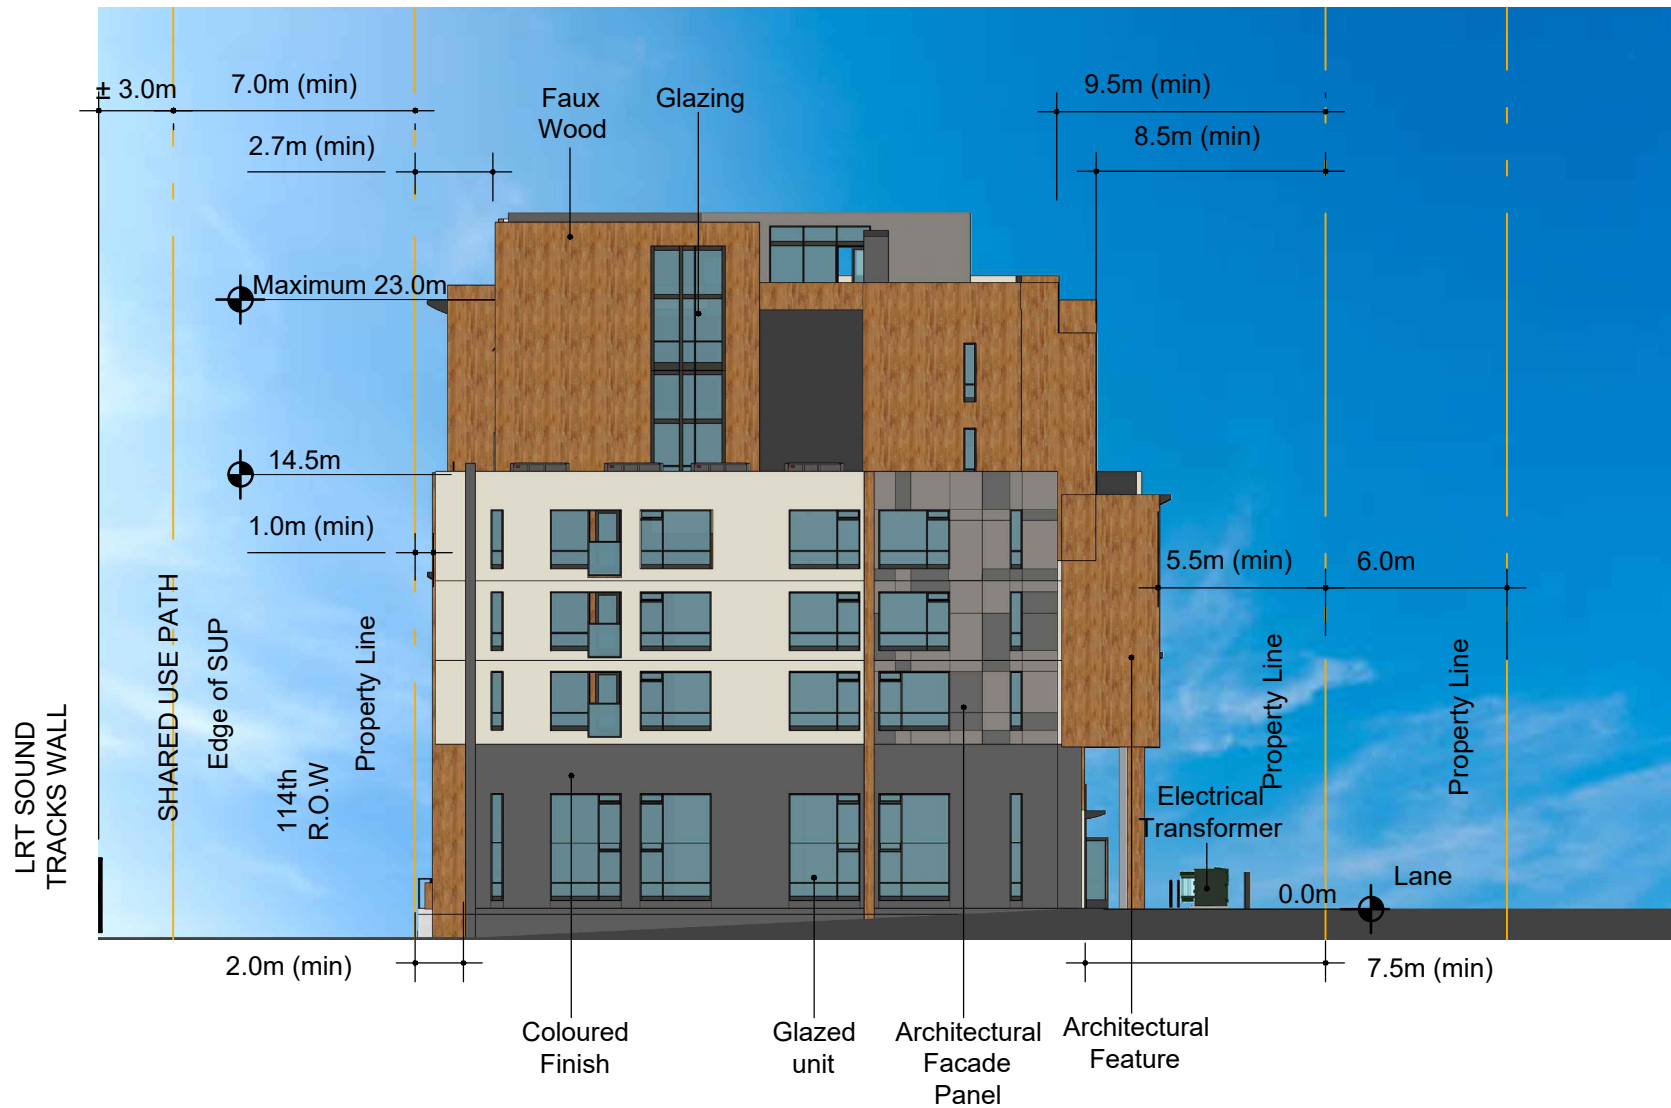 ± 3.0m
7.0m (min)
2.7m (min)
Faux
Wood
Glazing
9.5m (min)
8.5m (min)
Maximum 23.0m
14.5m
1.0m (min)
5.5m (min)
6.0m
LRT SOUND
TRACKS WALL
SHARED USE PATH
Edge of SUP
114th
R.O.W
Property Line
Property Line
Property Line
Electrical
Transformer
0.0m
Lane
2.0m (min)
7.5m (min)
Coloured
Finish
Glazed
unit
Architectural
Facade
Panel
Architectural
Feature